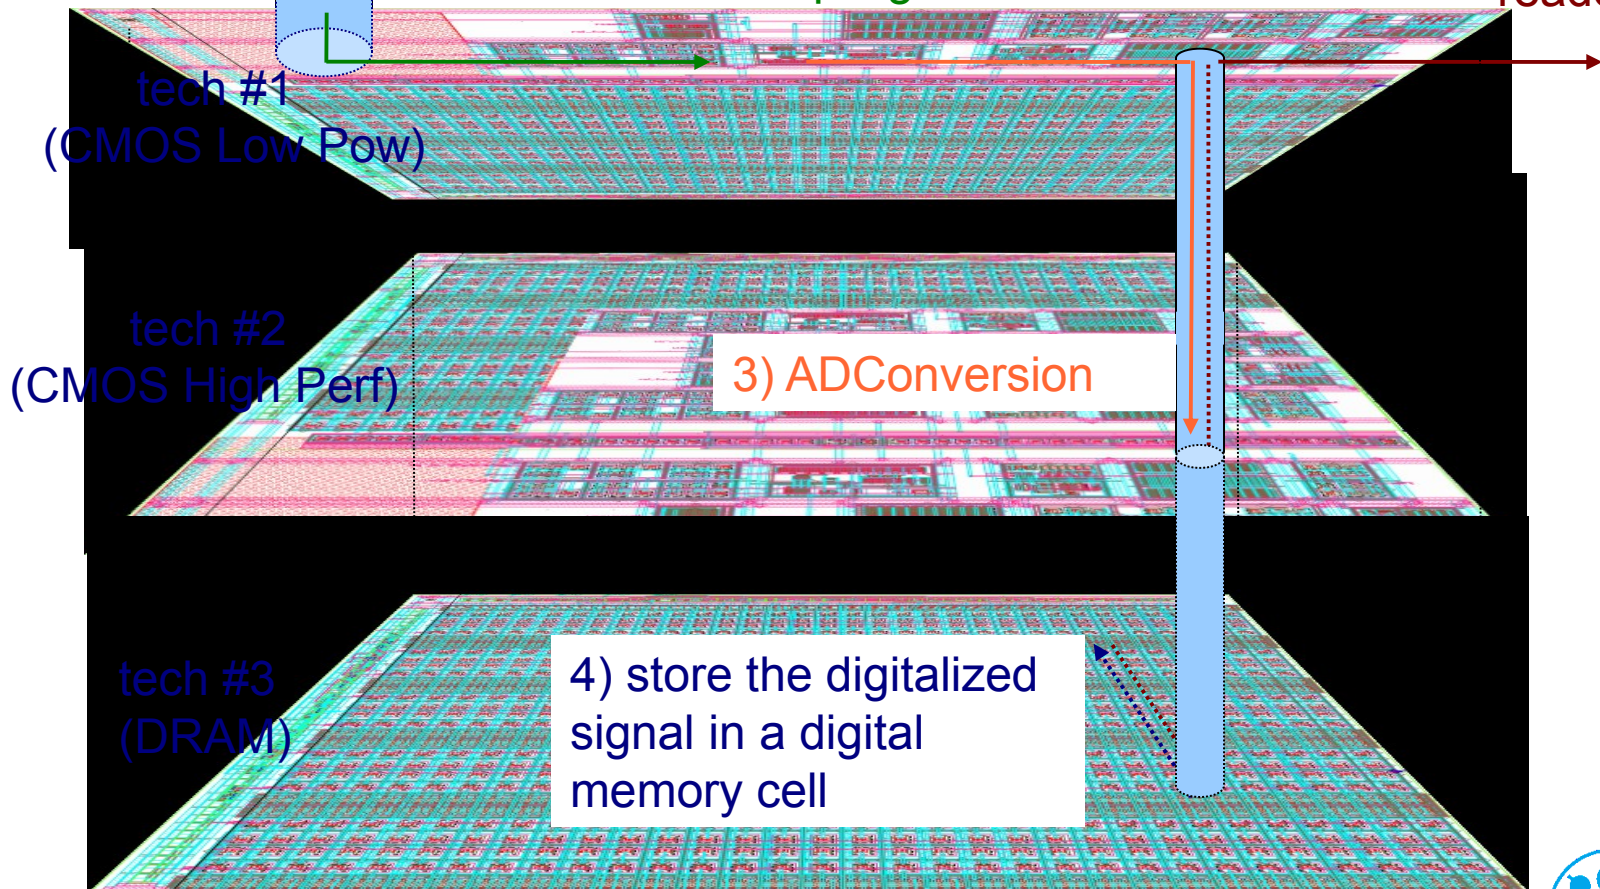 tech #1
(CMOS Low Pow)
tech #2
(CMOS High Perf)
3) ADConversion
tech #3
(DRAM)
4) store the digitalized
signal in a digital
memory cell